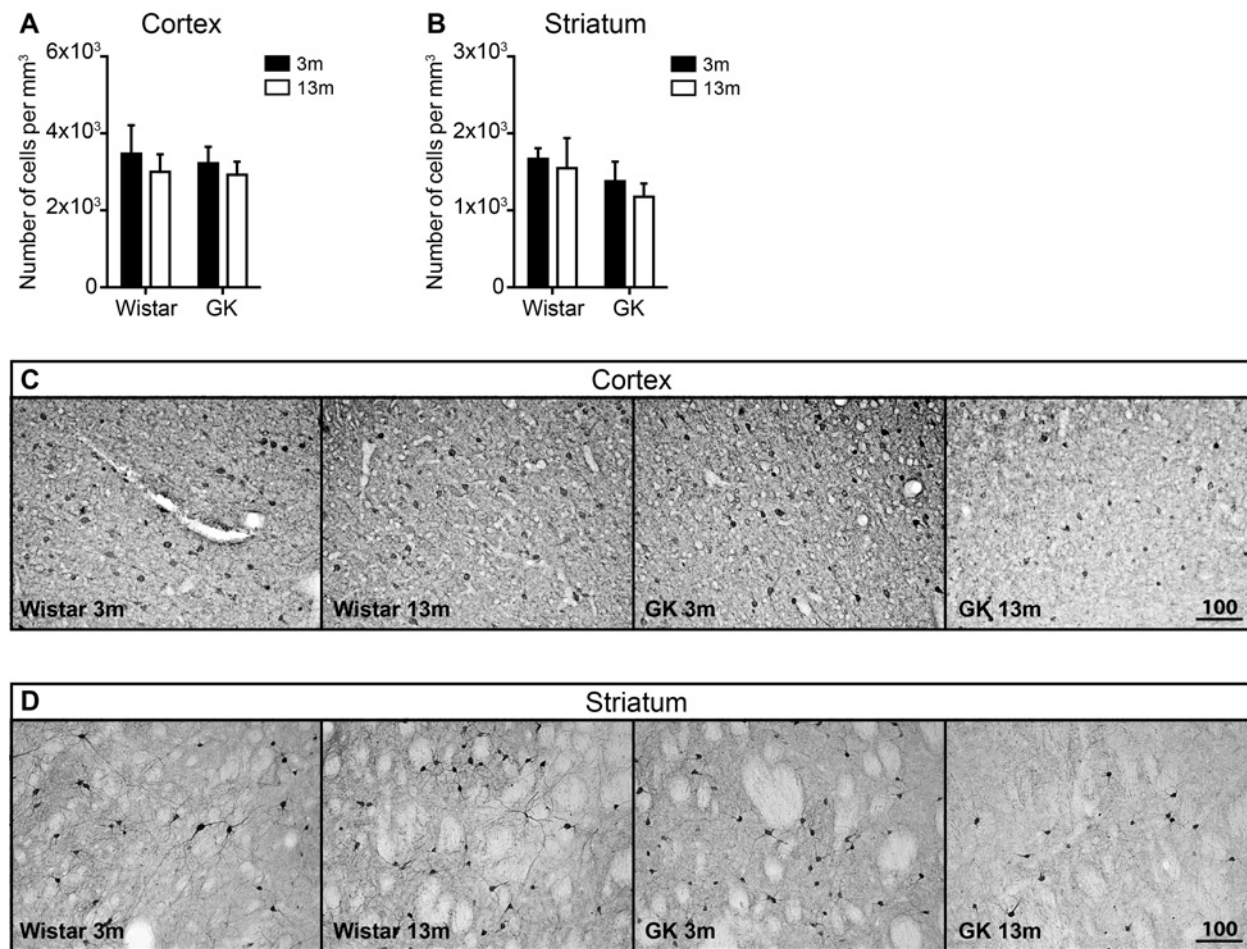 A Cortex
Number of cells per mm³
6x10³
4x10³
2x10³
0
Wistar GK
3m
13m
B Striatum
Number of cells per mm³
3x10³
2x10³
1x10³
0
Wistar GK
3m
13m
C Cortex
Wistar 3m
Wistar 13m
GK 3m
GK 13m
100
D Striatum
Wistar 3m
Wistar 13m
GK 3m
GK 13m
100